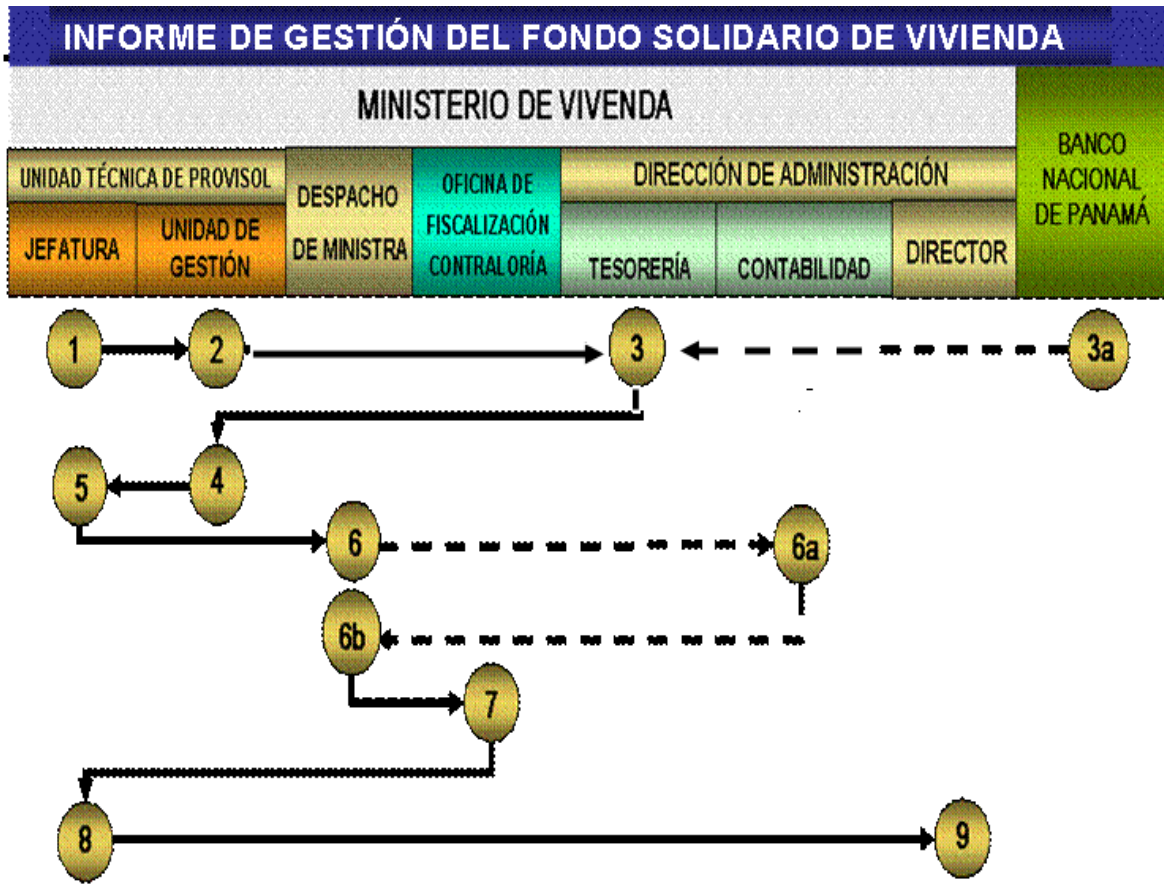 INFORME DE GESTIÓN DEL FONDO SOLIDARIO DE VIVIENDA
MINISTERIO DE VIVENDA
BANCO
NACIONAL
DE PANAMÁ
UNIDAD TÉCNICA DE PROVISOL
DESPACHO
DE MINISTRA
OFICINA DE
FISCALIZACIÓN
CONTRALORÍA
DIRECCIÓN DE ADMINISTRACIÓN
JEFATURA
UNIDAD DE
GESTIÓN
TESORERÍA
CONTABILIDAD
DIRECTOR
1
2
3
3a
5
4
6
6a
6b
7
8
9